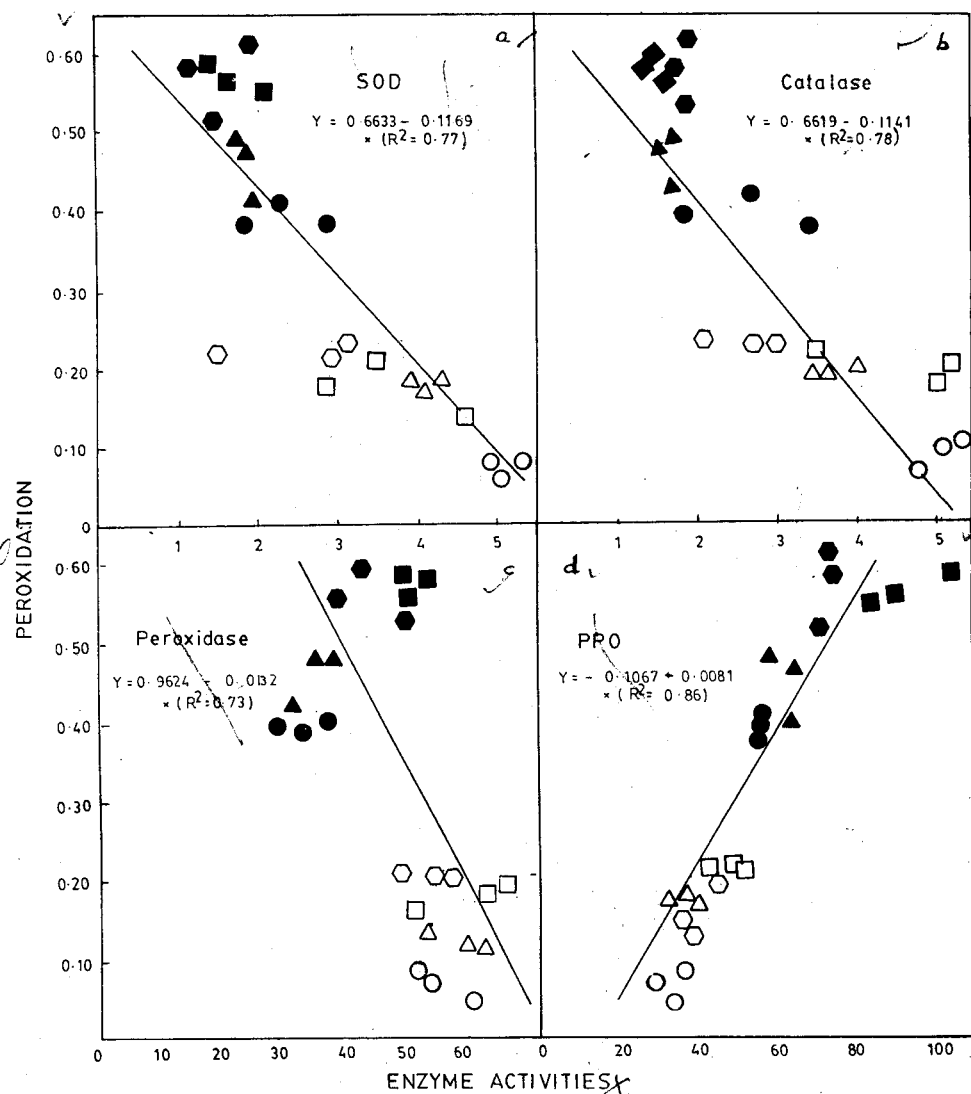 a
b
0·60
0·50
0·40
0·30
0·20
0·10
0
SOD
Y = 0·6633 - 0·1169
× (R²= 0·77)
Catalase
Y = 0·6619 - 0·1141
× (R²=0·78)
1 2 3 4 5
0 1 2 3 4 5
c
d
0·60
0·50
0·40
0·30
0·20
0·10
Peroxidase
Y=0·9624 - 0·0132
× (R²=0·73)
PPO
Y= - 0·1067 + 0·0081
× (R²= 0·86)
0 10 20 30 40 50 60
0 20 40 60 80 100
PEROXIDATION
ENZYME ACTIVITIES